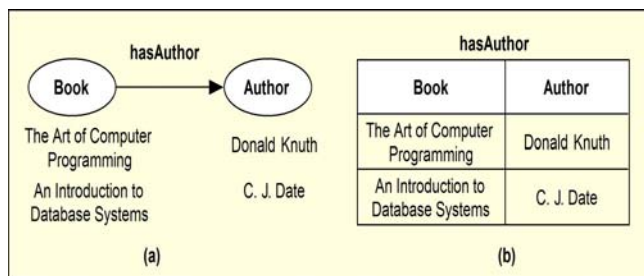 hasAuthor
Book
Author
The Art of Computer
Programming
Donald Knuth
An Introduction to
Database Systems
C. J. Date
(a)
hasAuthor
Book
Author
The Art of Computer
Programming
Donald Knuth
An Introduction to
Database Systems
C. J. Date
(b)